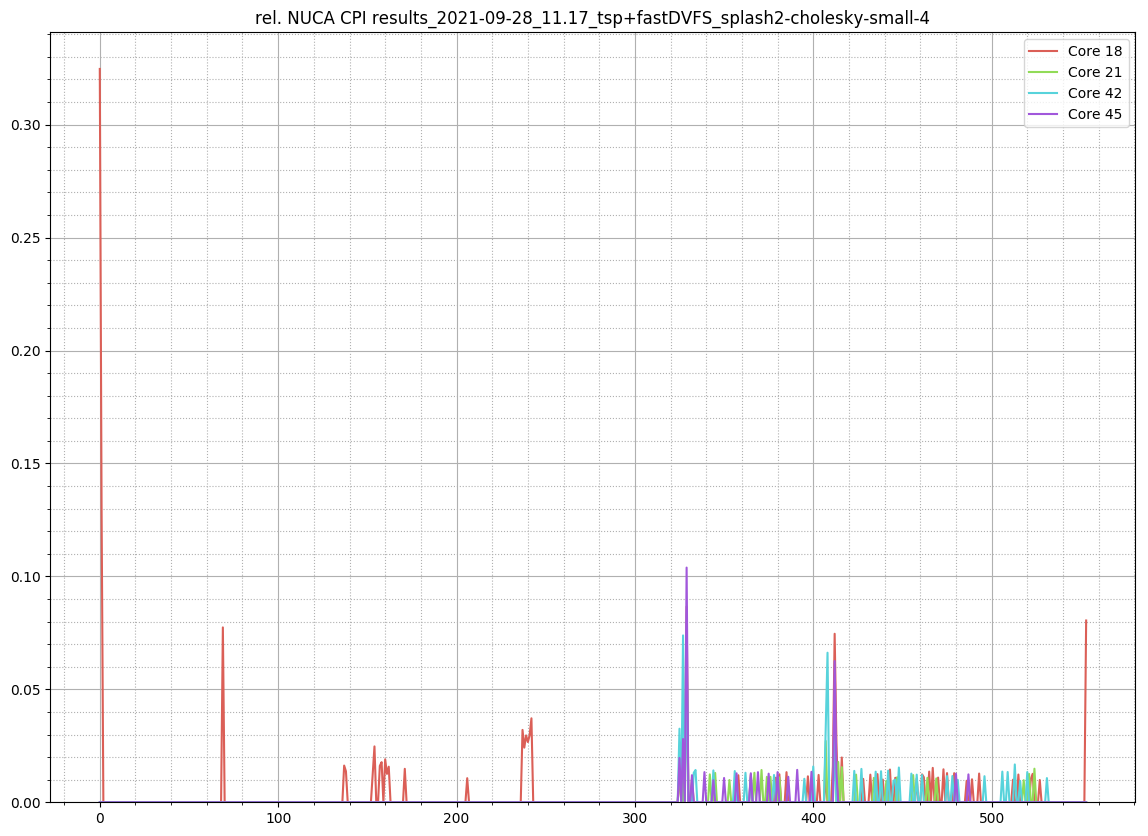 rel. NUCA CPI results_2021-09-28_11.17_tsp+fastDVFS_splash2-cholesky-small-4
Core 18
Core 21
Core 42
Core 45
0.30
0.25
0.20
0.15
0.10
0.05
0.00
0 100 200 300 400 500